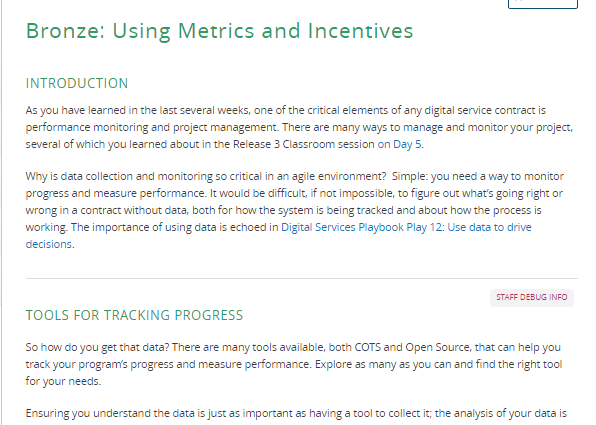 Bronze: Using Metrics and Incentives
INTRODUCTION
As you have learned in the last several weeks, one of the critical elements of any digital service contract is
performance monitoring and project management. There are many ways to manage and monitor your project,
several of which you learned about in the Release 3 Classroom session on Day 5.
Why is data collection and monitoring so critical in an agile environment?  Simple: you need a way to monitor
progress and measure performance. It would be difficult, if not impossible, to figure out what's going right or
wrong in a contract without data, both for how the system is being tracked and about how the process is
working. The importance of using data is echoed in Digital Services Playbook Play 12: Use data to drive
decisions.
STAFF DEBUG INFO
TOOLS FOR TRACKING PROGRESS
So how do you get that data? There are many tools available, both COTS and Open Source, that can help you
track your program's progress and measure performance. Explore as many as you can and find the right tool
for your needs.
Ensuring you understand the data is just as important as having a tool to collect it; the analysis of your data is